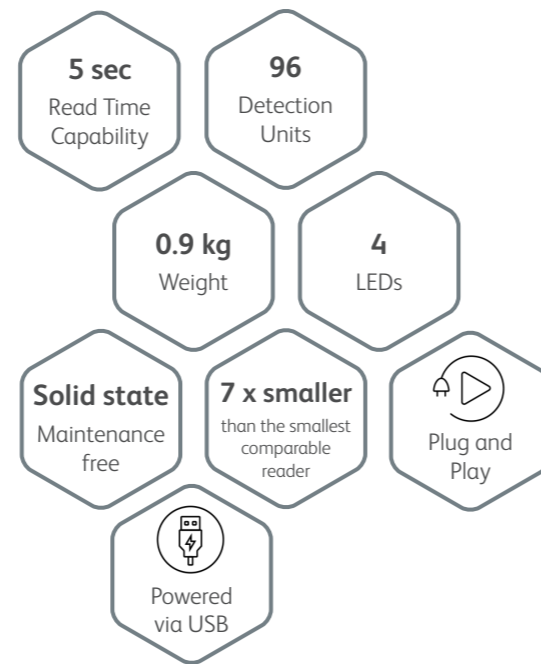 5 sec
Read Time
Capability
96
Detection
Units
0.9 kg
Weight
4
LEDs
Solid state
Maintenance
free
7 x smaller
than the smallest
comparable
reader
Plug and
Play
Powered
via USB